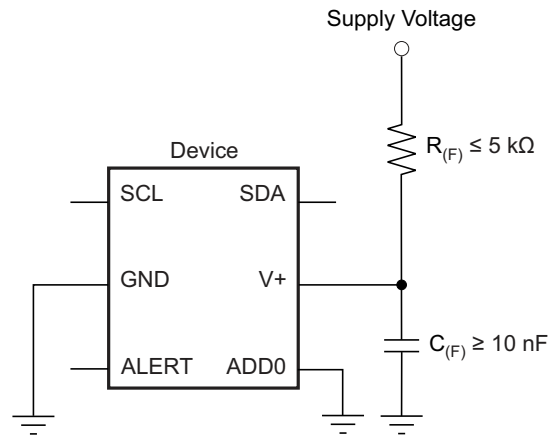 Supply Voltage
R(F) ≤ 5 kΩ
Device
SCL SDA
GND V+
C(F) ≥ 10 nF
ALERT ADD0